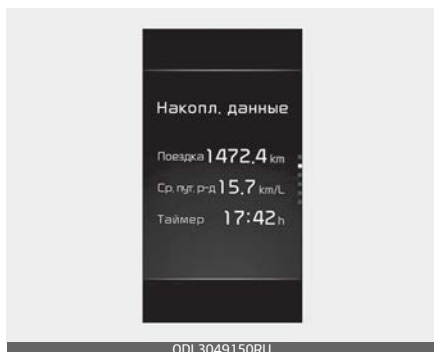 Накопл. данные
Поездка 1472.4 km
Ср. пут. р-д 15.7 km/L
Таймер 17:42 h
ODL3049150RU